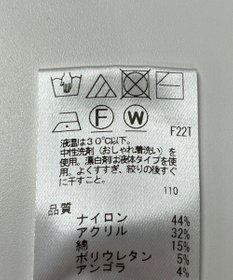 F W F22T
液温は30℃以下。
中性洗剤(おしゃれ着洗い)を
使用。漂白剤は液体タイプを使
用。よくすすぎ、絞りの後すぐ
に干すこと。
110
品質
ナイロン 44%
アクリル 32%
綿 15%
ポリウレタン 5%
アンゴラ 4%